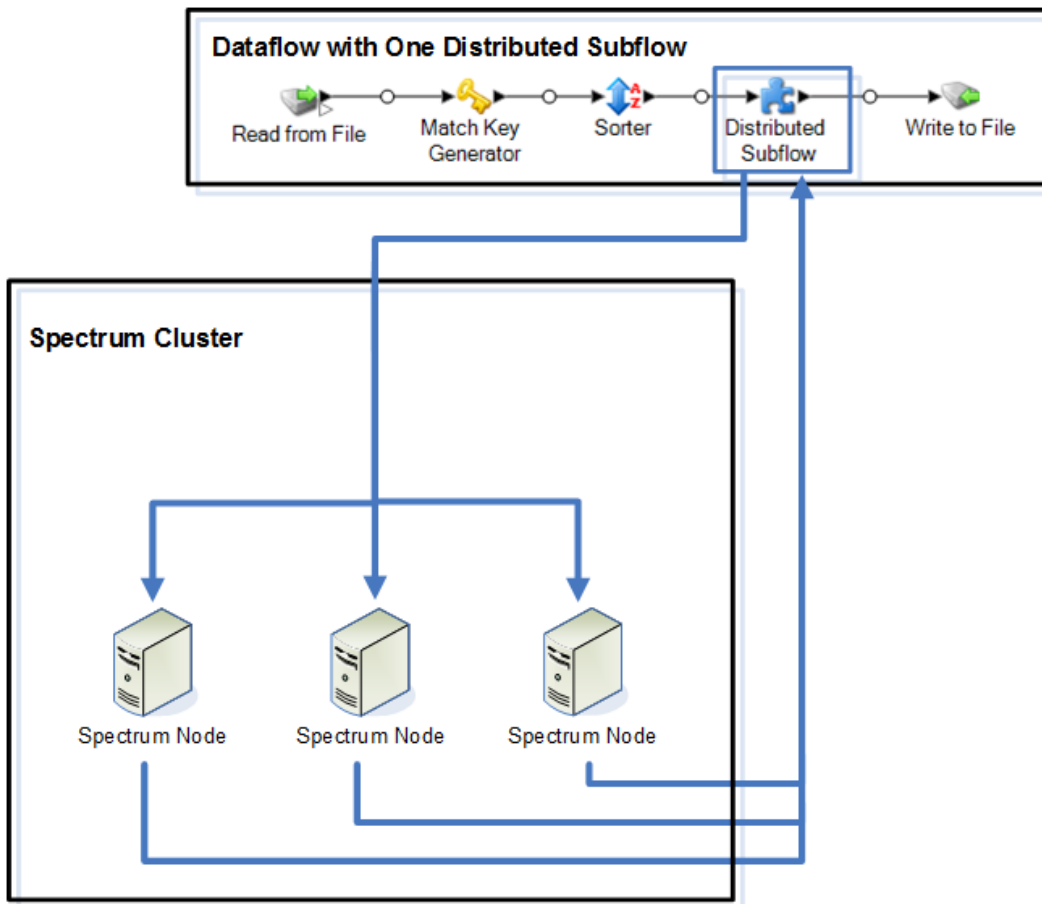 Dataflow with One Distributed Subflow
Read from File
Match Key
Generator
Sorter
A
Z
Distributed
Subflow
Write to File
Spectrum Cluster
Spectrum Node
Spectrum Node
Spectrum Node